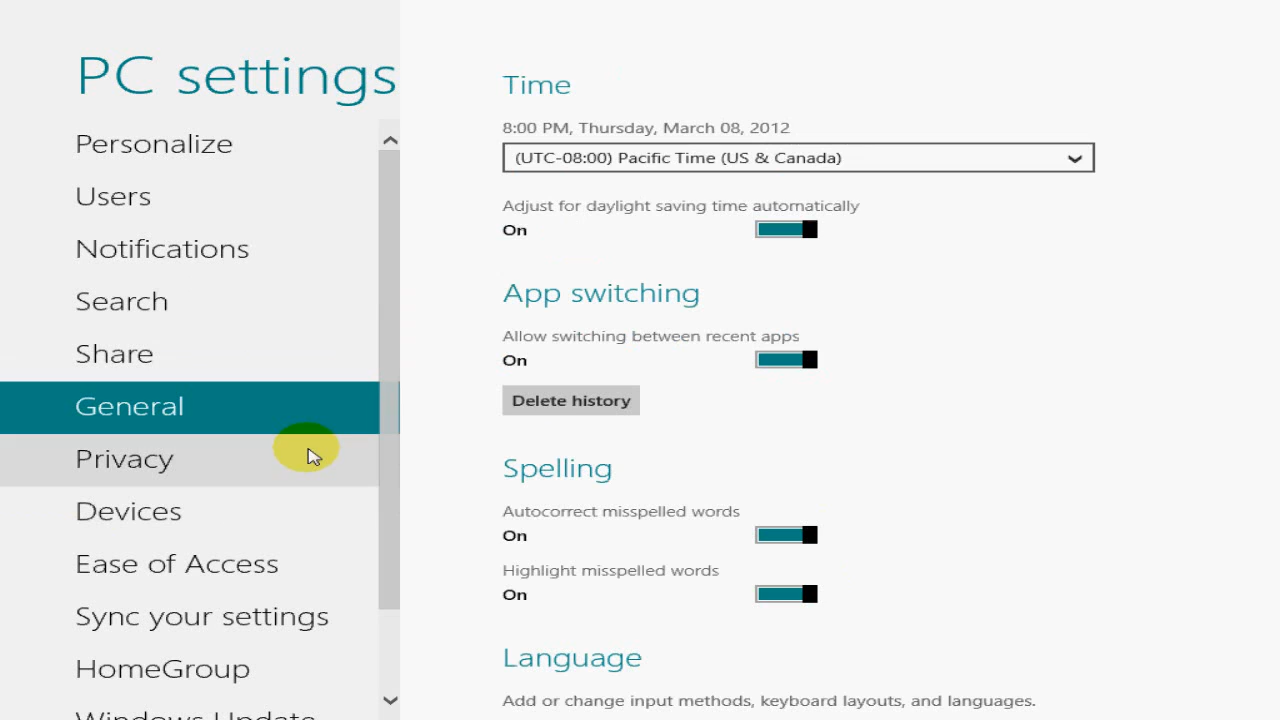 PC settings
Personalize
Users
Notifications
Search
Share
General
Privacy
Devices
Ease of Access
Sync your settings
HomeGroup
Windows Update
Time
8:00 PM, Thursday, March 08, 2012
(UTC-08:00) Pacific Time (US & Canada)
Adjust for daylight saving time automatically
On
App switching
Allow switching between recent apps
On
Delete history
Spelling
Autocorrect misspelled words
On
Highlight misspelled words
On
Language
Add or change input methods, keyboard layouts, and languages.